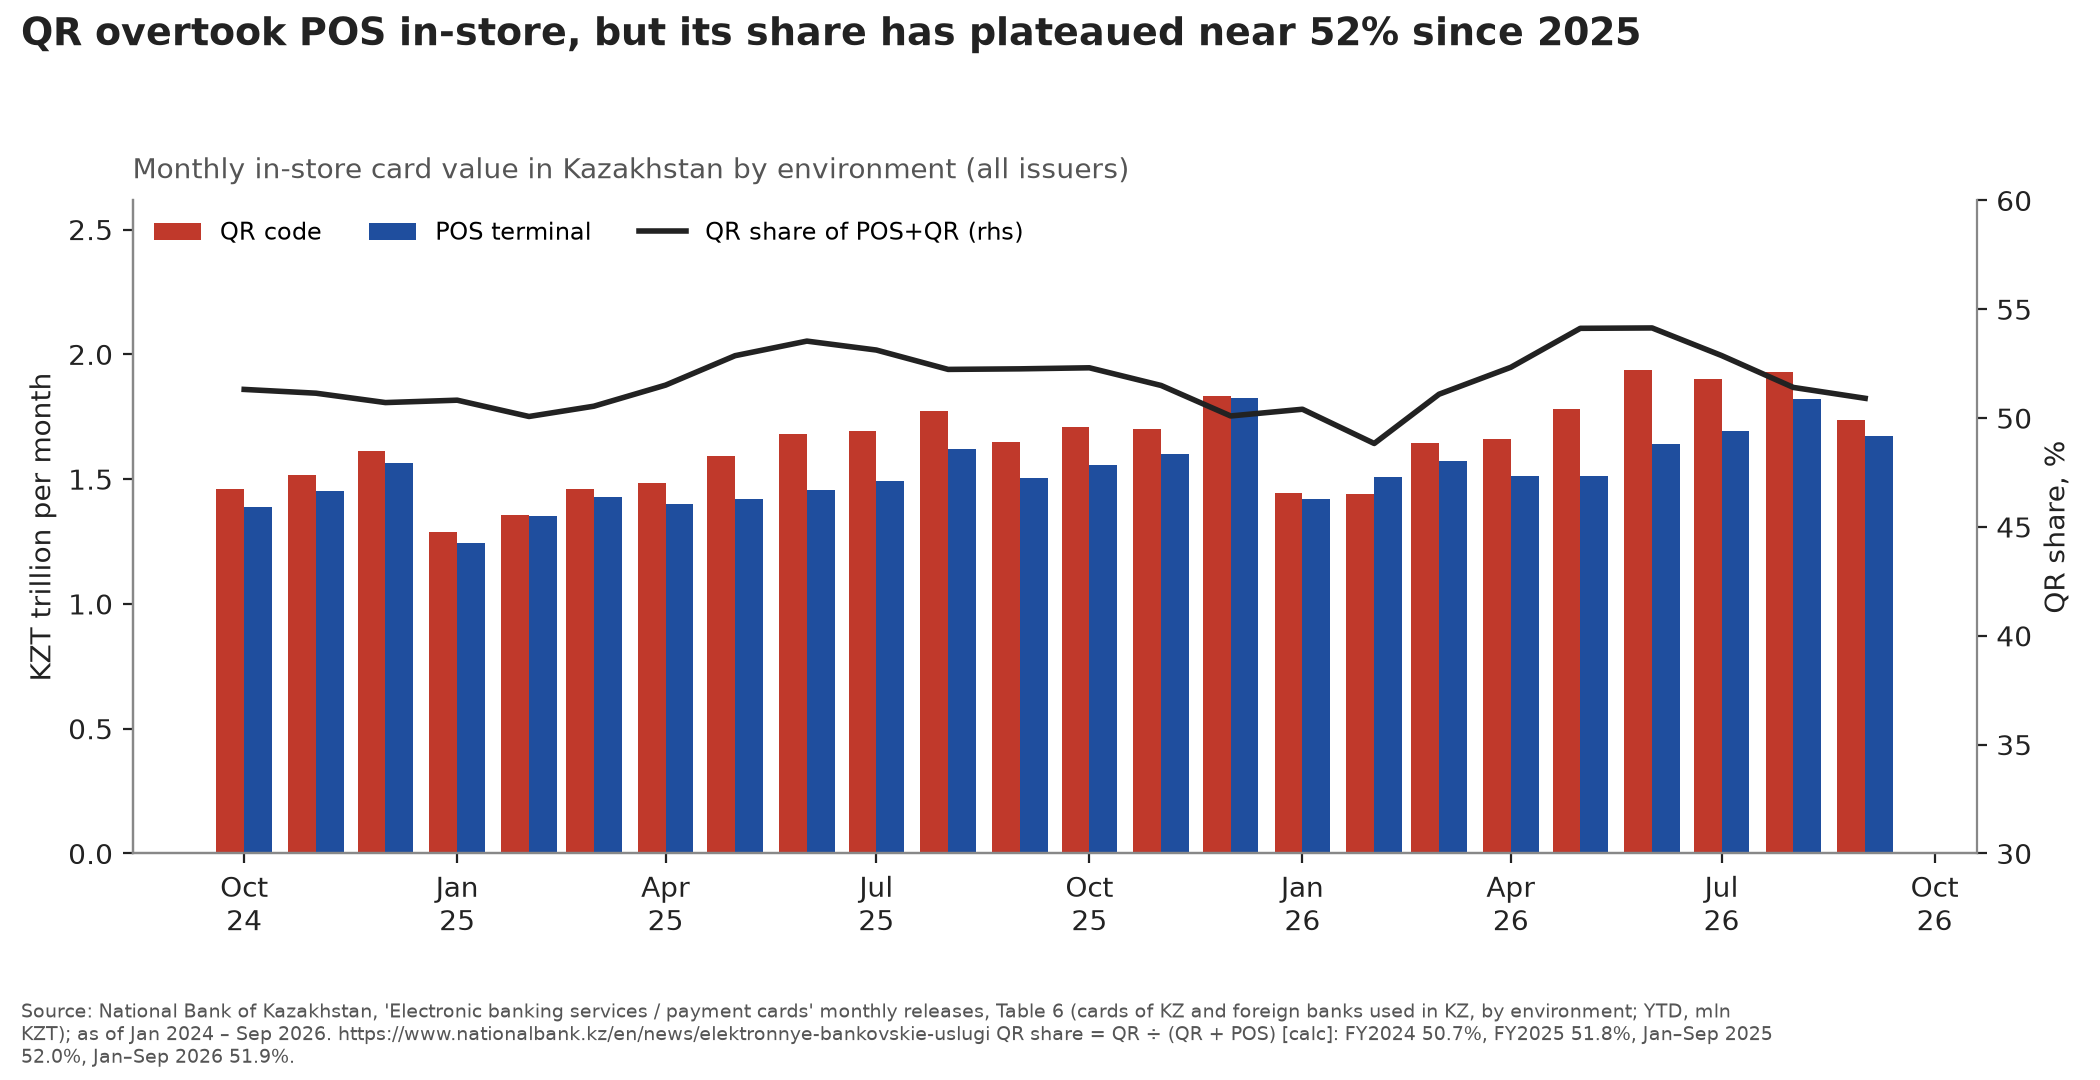 QR overtook POS in-store, but its share has plateaued near 52% since 2025
Monthly in-store card value in Kazakhstan by environment (all issuers)
QR code
POS terminal
QR share of POS+QR (rhs)
KZT trillion per month
2.5
2.0
1.5
1.0
0.5
0.0
60
55
50
45
40
35
30
QR share, %
Oct
24
Jan
25
Apr
25
Jul
25
Oct
25
Jan
26
Apr
26
Jul
26
Oct
26
Source: National Bank of Kazakhstan, 'Electronic banking services / payment cards' monthly releases, Table 6 (cards of KZ and foreign banks used in KZ, by environment; YTD, mln
KZT); as of Jan 2024 – Sep 2026. https://www.nationalbank.kz/en/news/elektronnye-bankovskie-uslugi QR share = QR ÷ (QR + POS) [calc]: FY2024 50.7%, FY2025 51.8%, Jan–Sep 2025
52.0%, Jan–Sep 2026 51.9%.